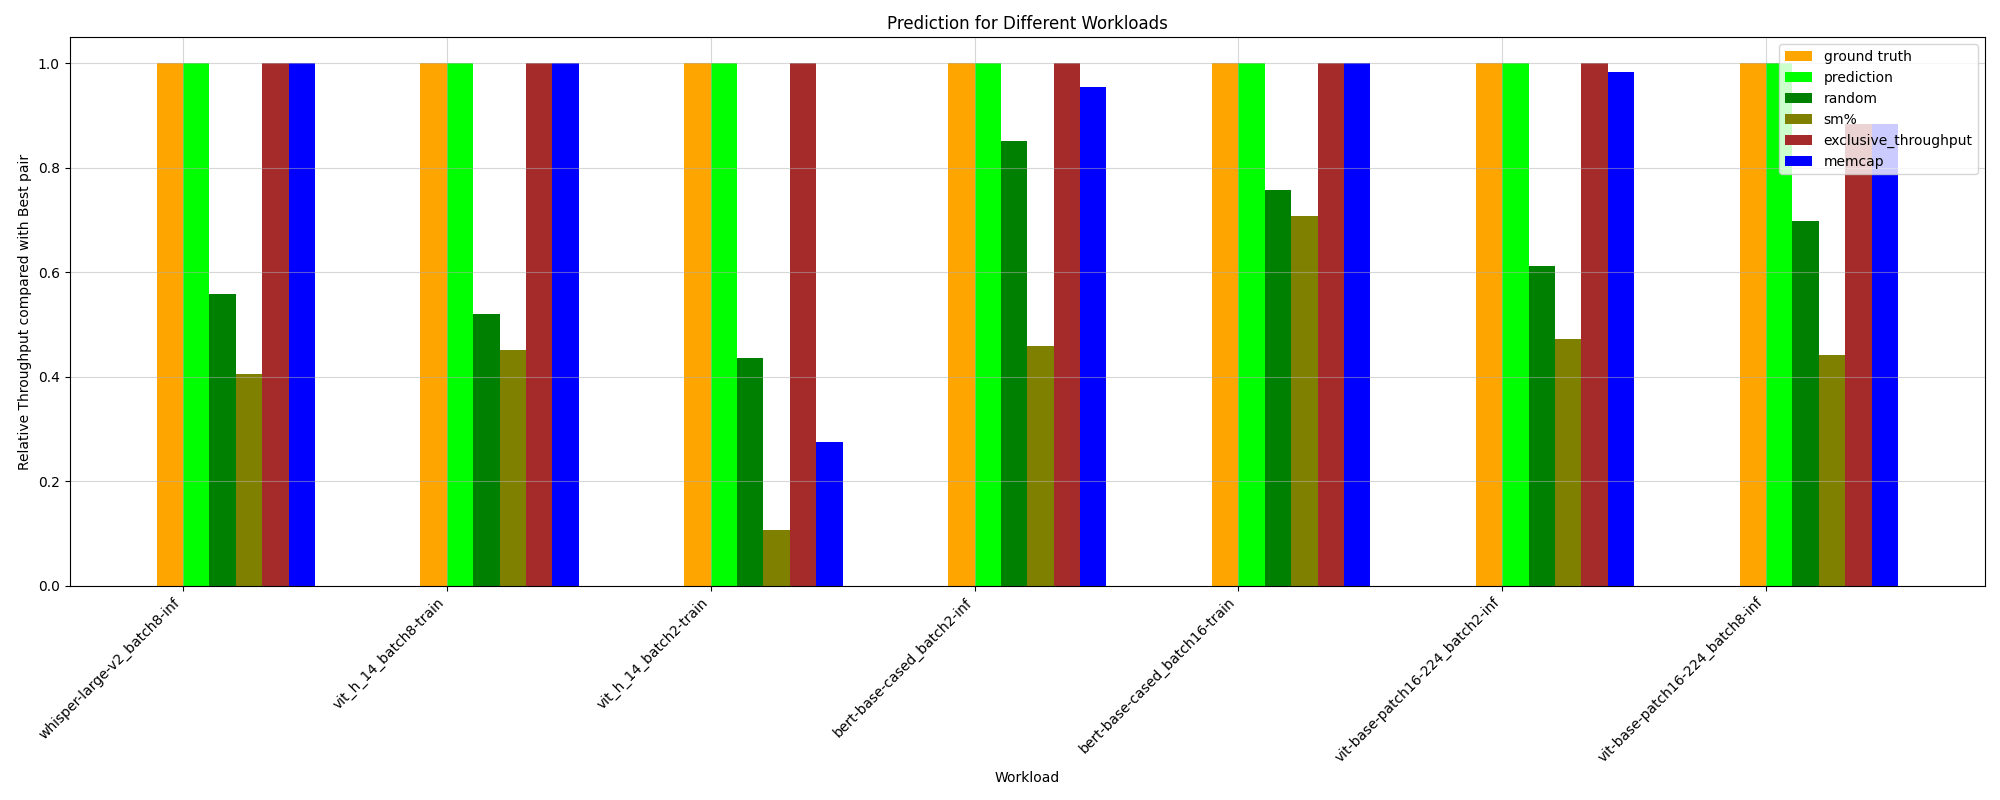 Prediction for Different Workloads
Relative Throughput compared with Best pair
1.0
0.8
0.6
0.4
0.2
0.0
ground truth
prediction
random
sm%
exclusive_throughput
memcap
whisper-large-v2_batch8-inf
vit_h_14_batch8-train
vit_h_14_batch2-train
bert-base-cased_batch2-inf
bert-base-cased_batch16-train
vit-base-patch16-224_batch2-inf
vit-base-patch16-224_batch8-inf
Workload